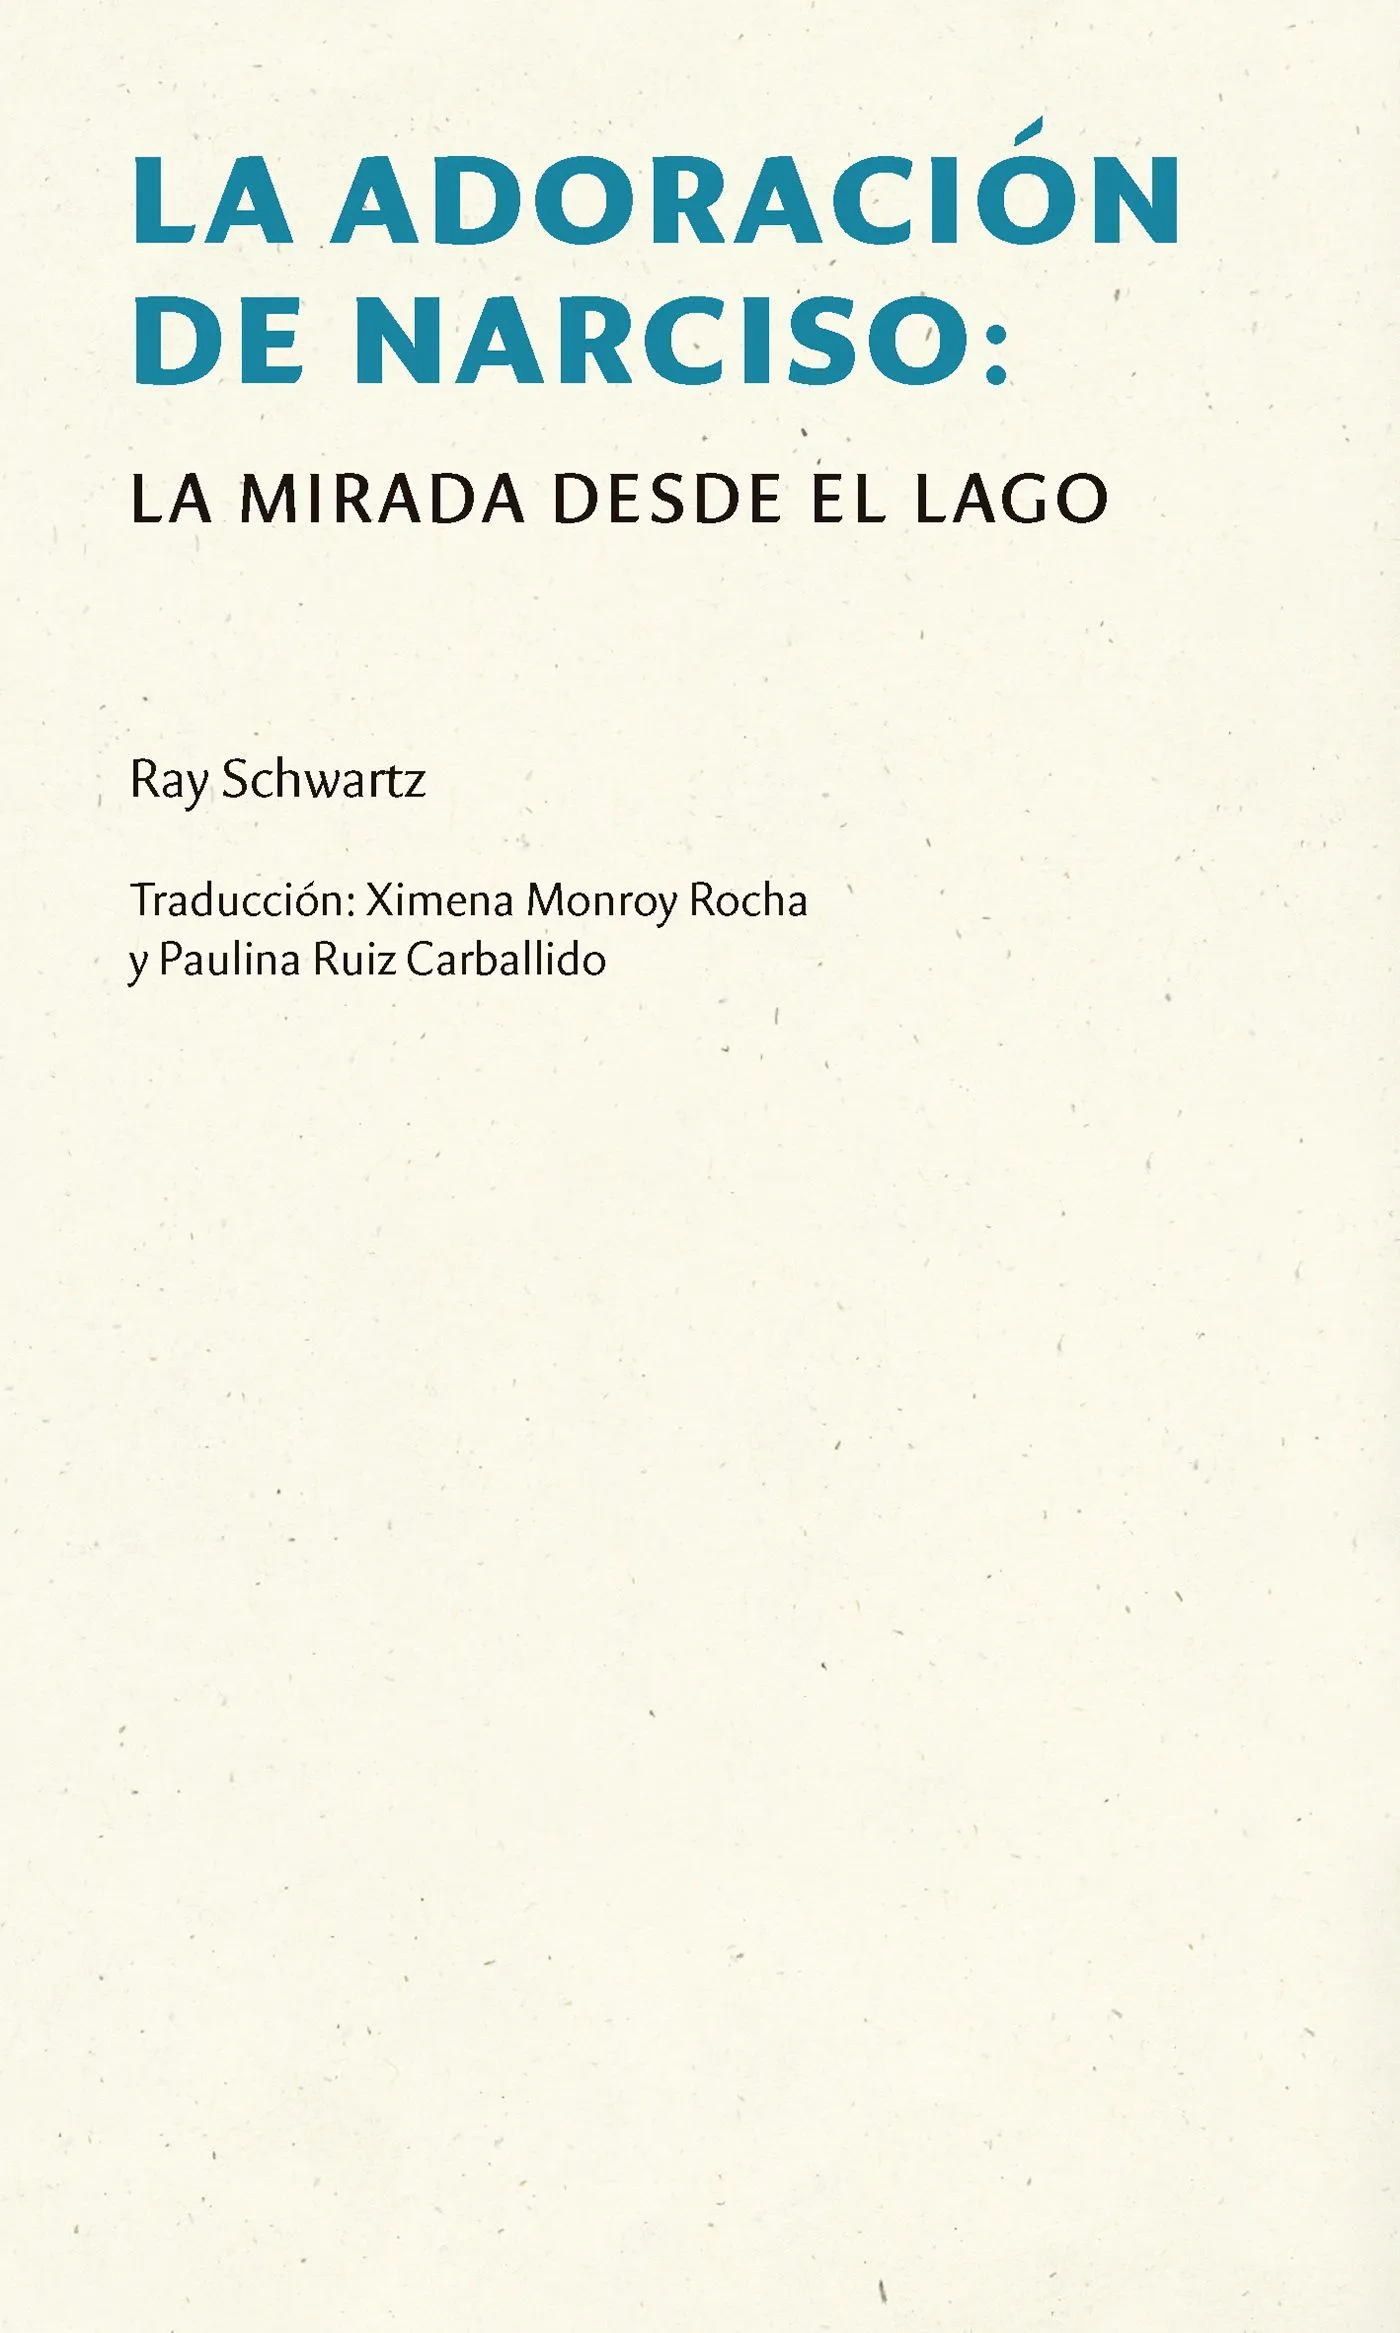 LA ADORACIÓN
DE NARCISO:
LA MIRADA DESDE EL LAGO
Ray Schwartz
Traducción: Ximena Monroy Rocha
y Paulina Ruiz Carballido